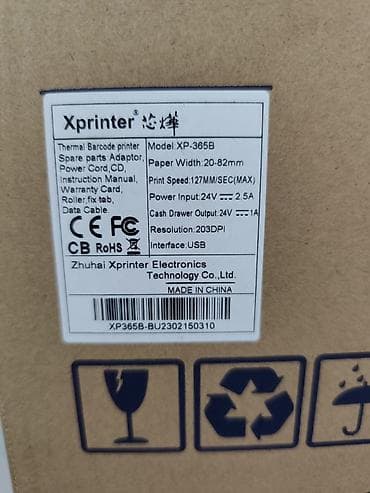 Xprinter® 芯烨
Thermal Barcode printer
Spare parts Adaptor,
Power Cord,CD,
Instruction Manual,
Warranty Card,
Roller,fix tab,
Data Cable
CE FC
CB RoHS
Model XP-365B
Paper Width:20-82mm
Print Speed:127MM/SEC(MAX)
Power Input:24V 2.5A
Cash Drawer Output:24V 1A
Resolution:203DPI
Interface:USB
Zhuhai Xprinter Electronics
Technology Co.,Ltd.
MADE IN CHINA
XP365B-BU2302150310